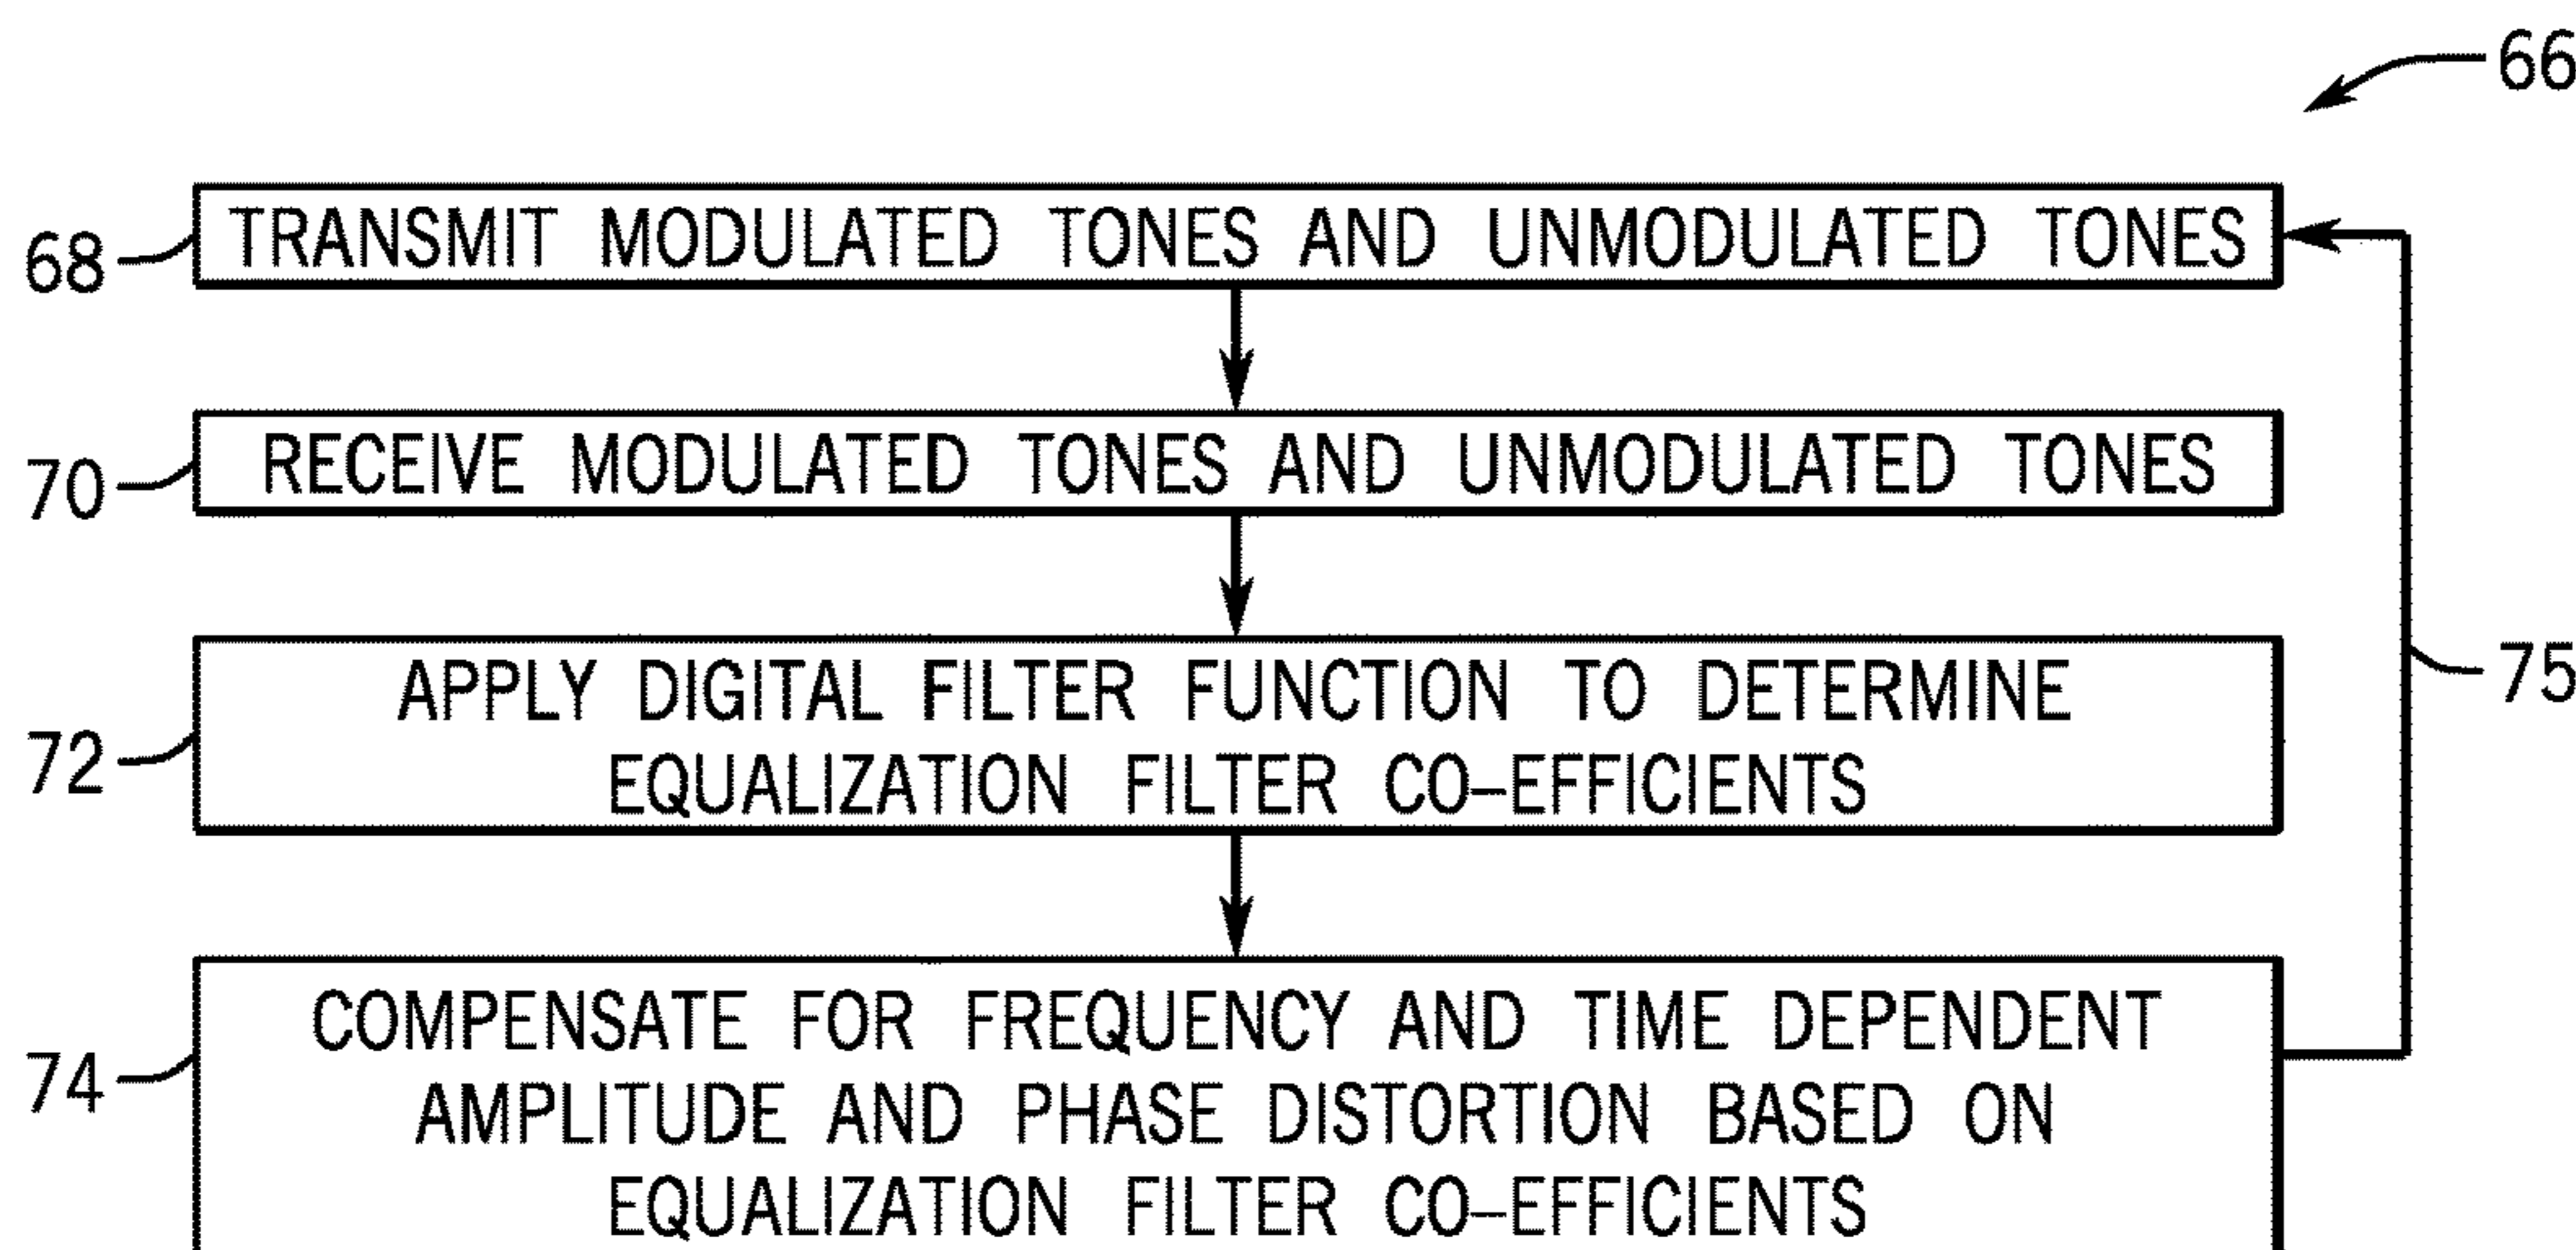 66
68
TRANSMIT MODULATED TONES AND UNMODULATED TONES
70
RECEIVE MODULATED TONES AND UNMODULATED TONES
72
APPLY DIGITAL FILTER FUNCTION TO DETERMINE
EQUALIZATION FILTER CO–EFFICIENTS
75
74
COMPENSATE FOR FREQUENCY AND TIME DEPENDENT
AMPLITUDE AND PHASE DISTORTION BASED ON
EQUALIZATION FILTER CO–EFFICIENTS